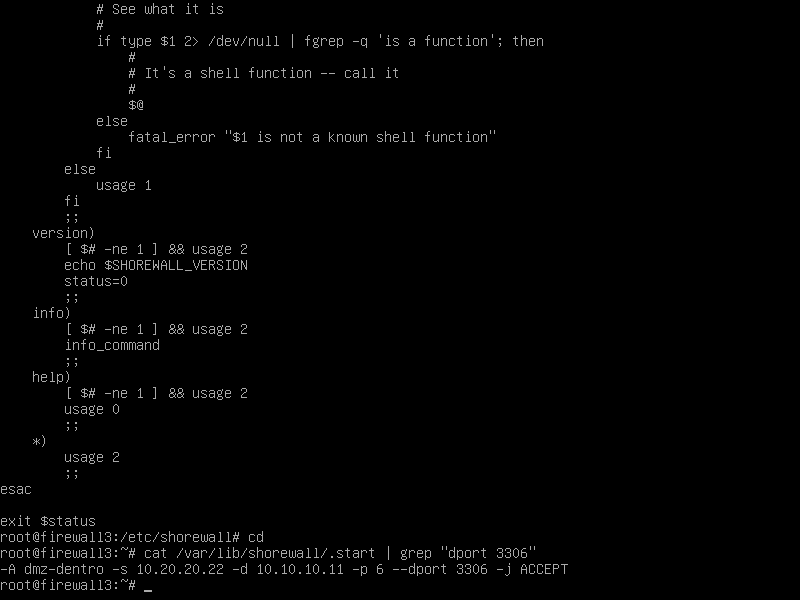 # See what it is
#
if type $1 2> /dev/null | fgrep -q 'is a function'; then
#
# It's a shell function -- call it
#
$@
else
fatal_error "$1 is not a known shell function"
fi
else
usage 1
fi
;;
version)
[ $# -ne 1 ] && usage 2
echo $SHOREWALL_VERSION
status=0
;;
info)
[ $# -ne 1 ] && usage 2
info_command
;;
help)
[ $# -ne 1 ] && usage 2
usage 0
;;
*)
usage 2
;;
esac
exit $status
root@firewall3:/etc/shorewall# cd
root@firewall3:~# cat /var/lib/shorewall/.start | grep "dport 3306"
-A dmz-dentro -s 10.20.20.22 -d 10.10.10.11 -p 6 --dport 3306 -j ACCEPT
root@firewall3:~# _